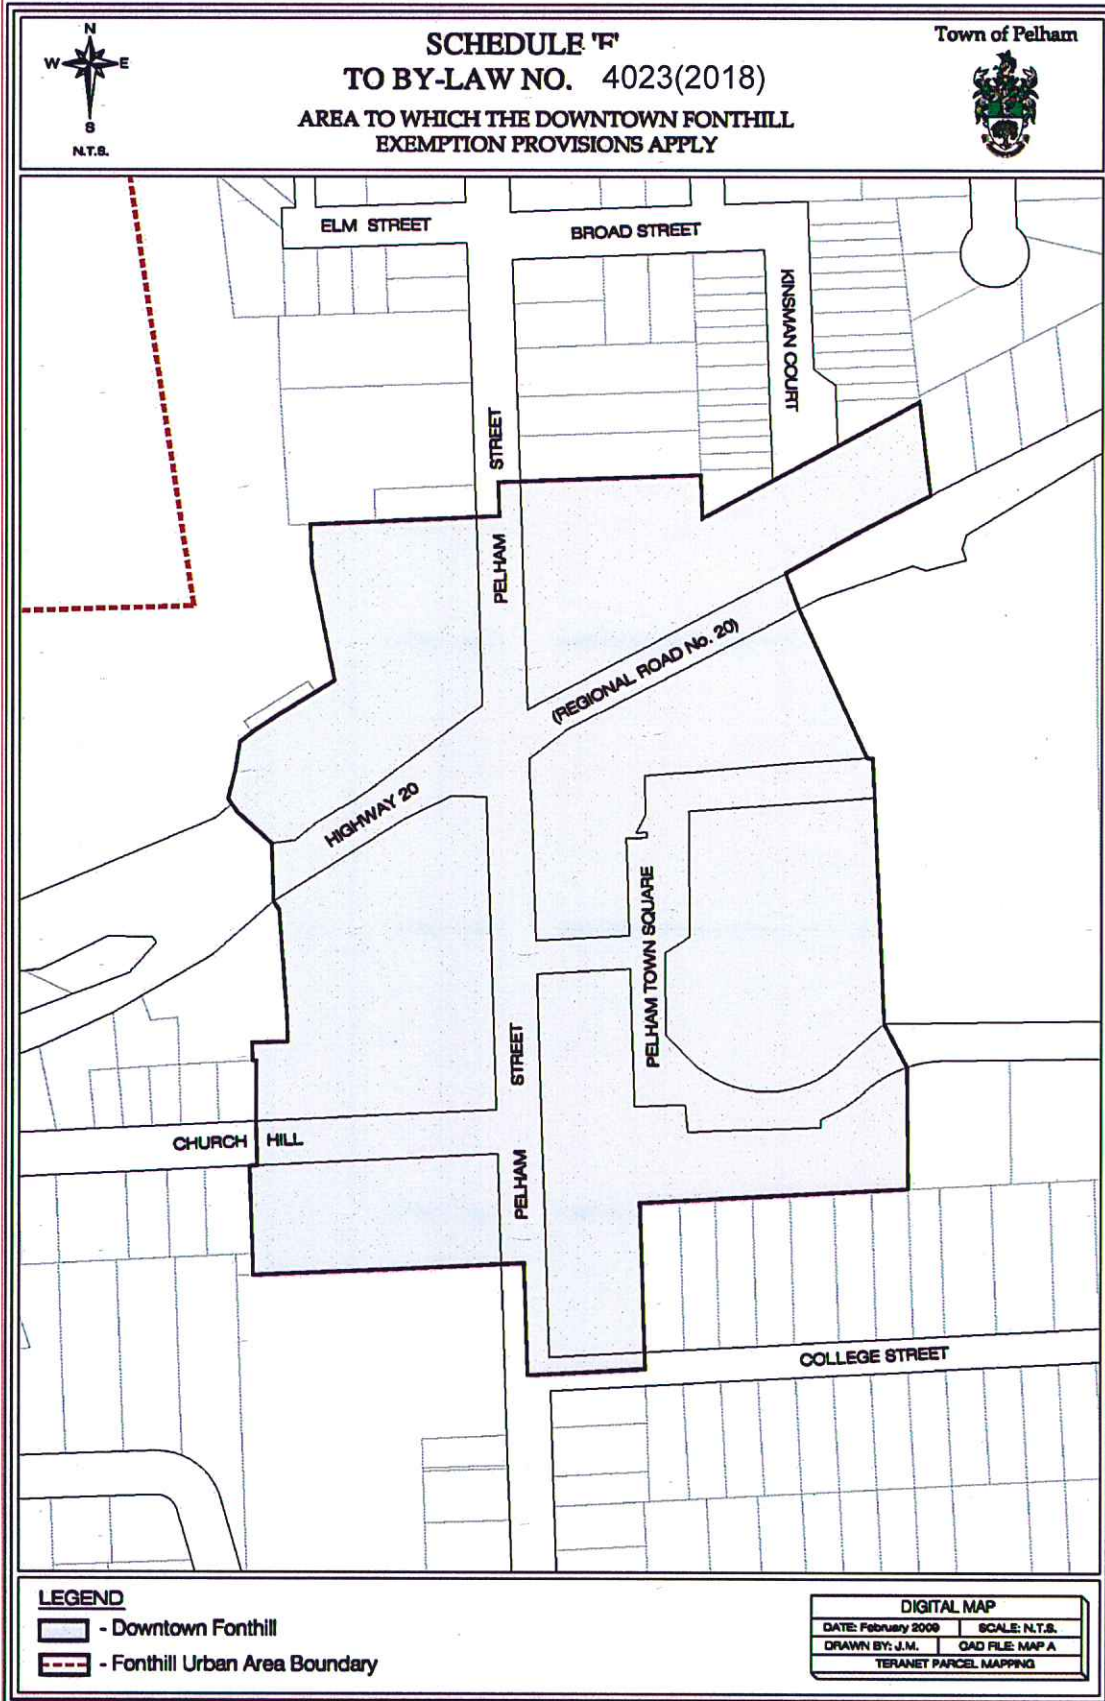 N
W E
S
N.T.S.
SCHEDULE 'F'
TO BY-LAW NO. 4023(2018)
AREA TO WHICH THE DOWNTOWN FONTHILL
EXEMPTION PROVISIONS APPLY
Town of Pelham
ELM STREET
BROAD STREET
KINSMAN COURT
STREET
PELHAM
(REGIONAL ROAD No. 20)
HIGHWAY 20
PELHAM TOWN SQUARE
STREET
CHURCH HILL
PELHAM
COLLEGE STREET
LEGEND
- Downtown Fonthill
- Fonthill Urban Area Boundary
DIGITAL MAP
DATE: February 2009 SCALE: N.T.S.
DRAWN BY: J.M. CAD FILE: MAP A
TERANET PARCEL MAPPING